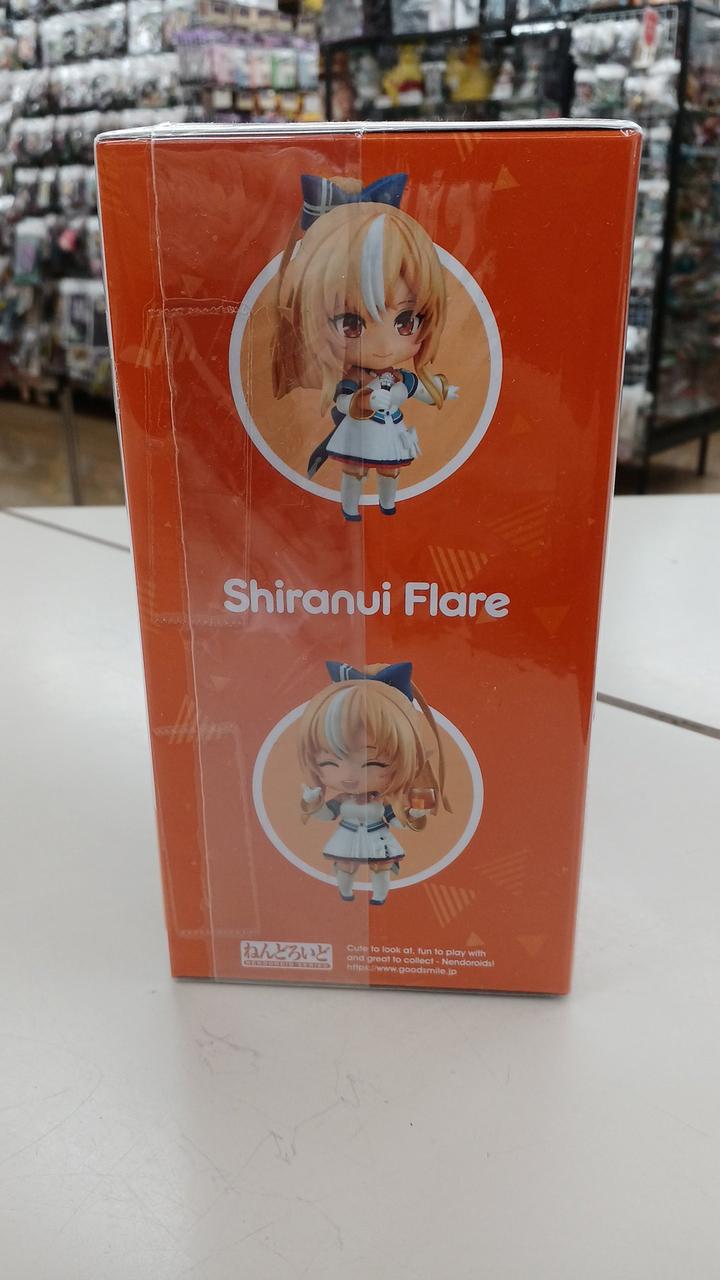 Shiranui Flare
ねんどろいど
NENDOROID SERIES
Cute to look at, fun to play with
and great to collect - Nendoroids!
https://www.goodsmile.jp